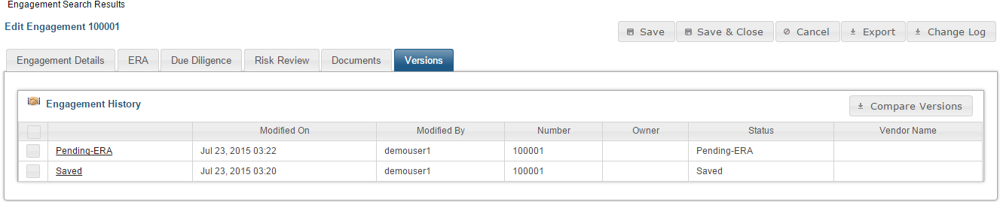 Engagement Search Results
Edit Engagement 100001
Save Save & Close Cancel Export Change Log
Engagement Details ERA Due Diligence Risk Review Documents Versions
Engagement History Compare Versions
Modified On Modified By Number Owner Status Vendor Name
Pending-ERA Jul 23, 2015 03:22 demouser1 100001 Pending-ERA
Saved Jul 23, 2015 03:20 demouser1 100001 Saved